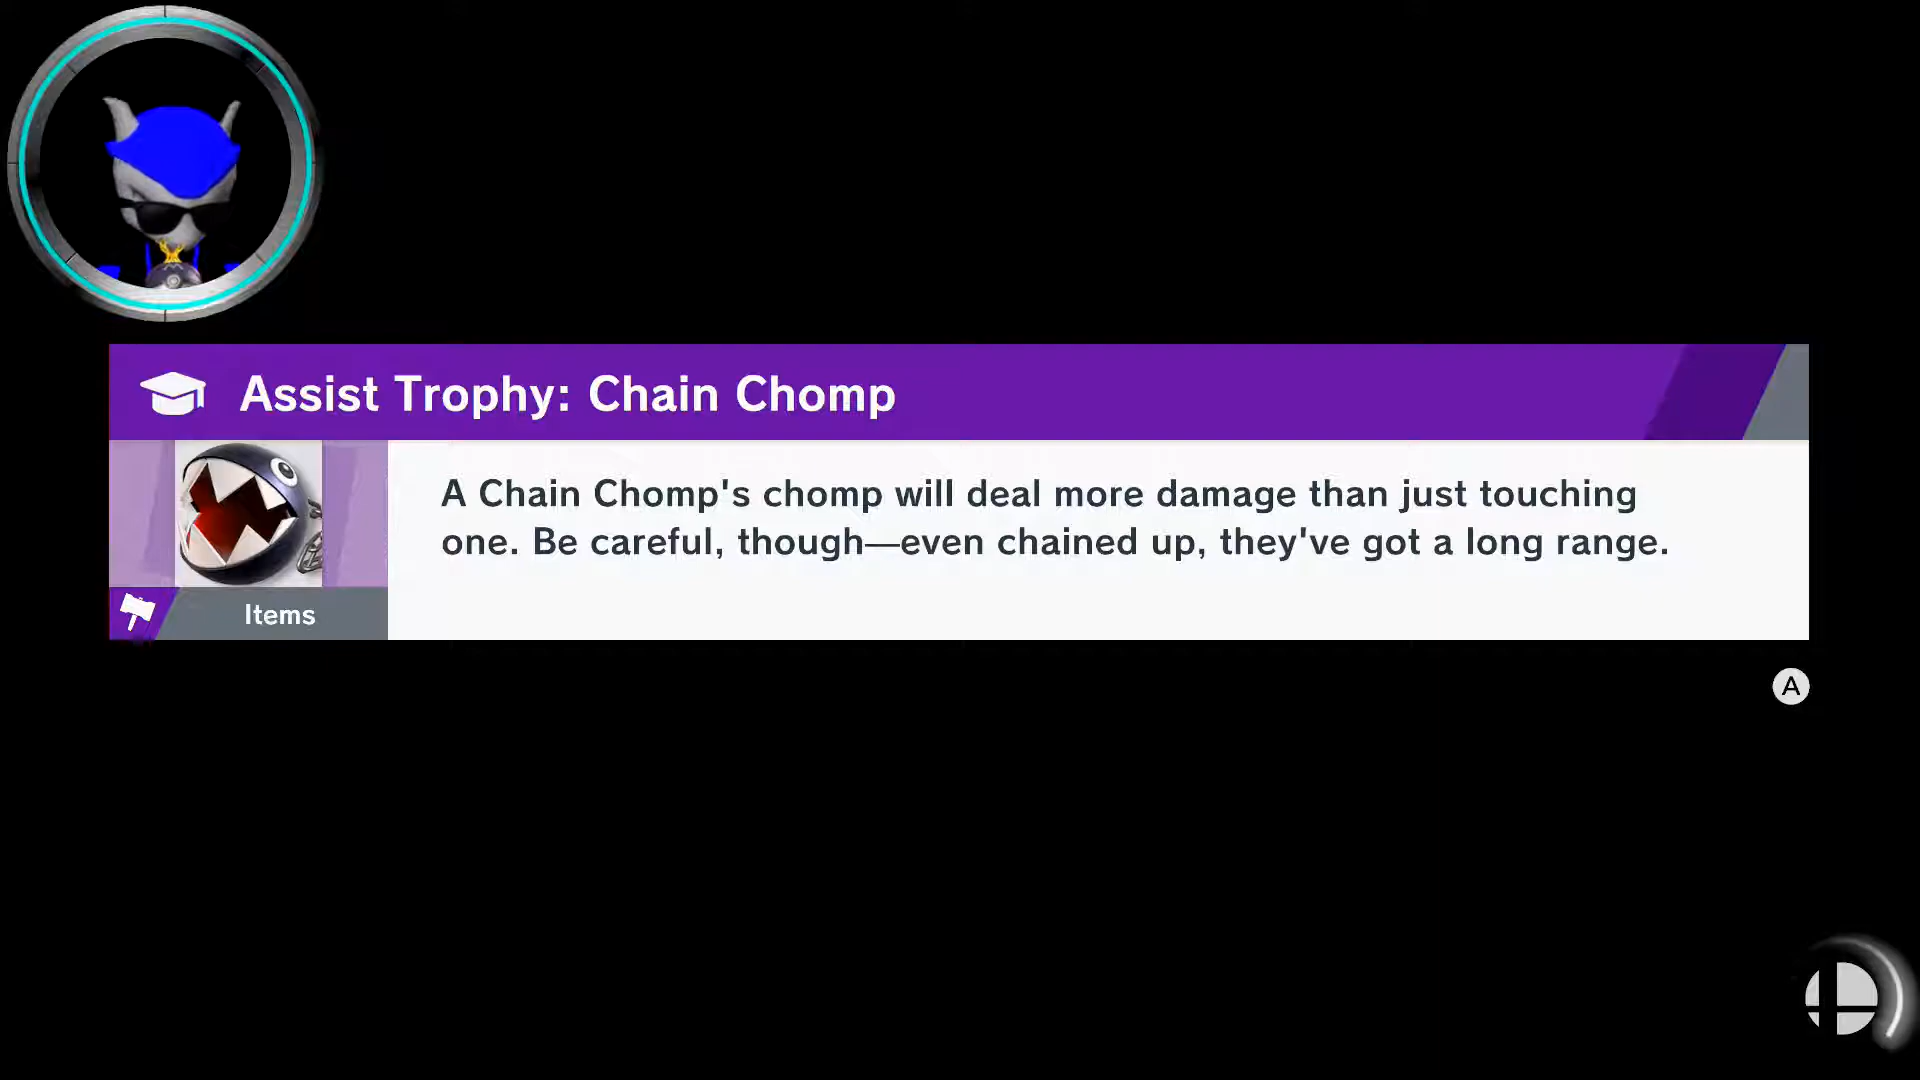 Assist Trophy: Chain Chomp
A Chain Chomp's chomp will deal more damage than just touching
one. Be careful, though—even chained up, they've got a long range.
Items
A